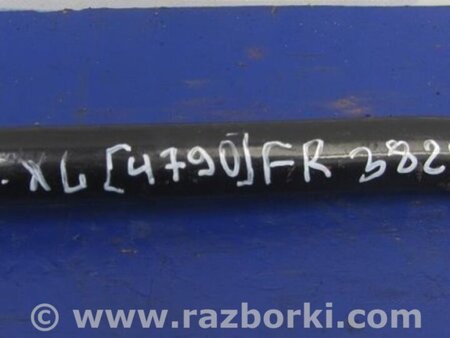 XL [4790] FR 382
© www.razborki.com